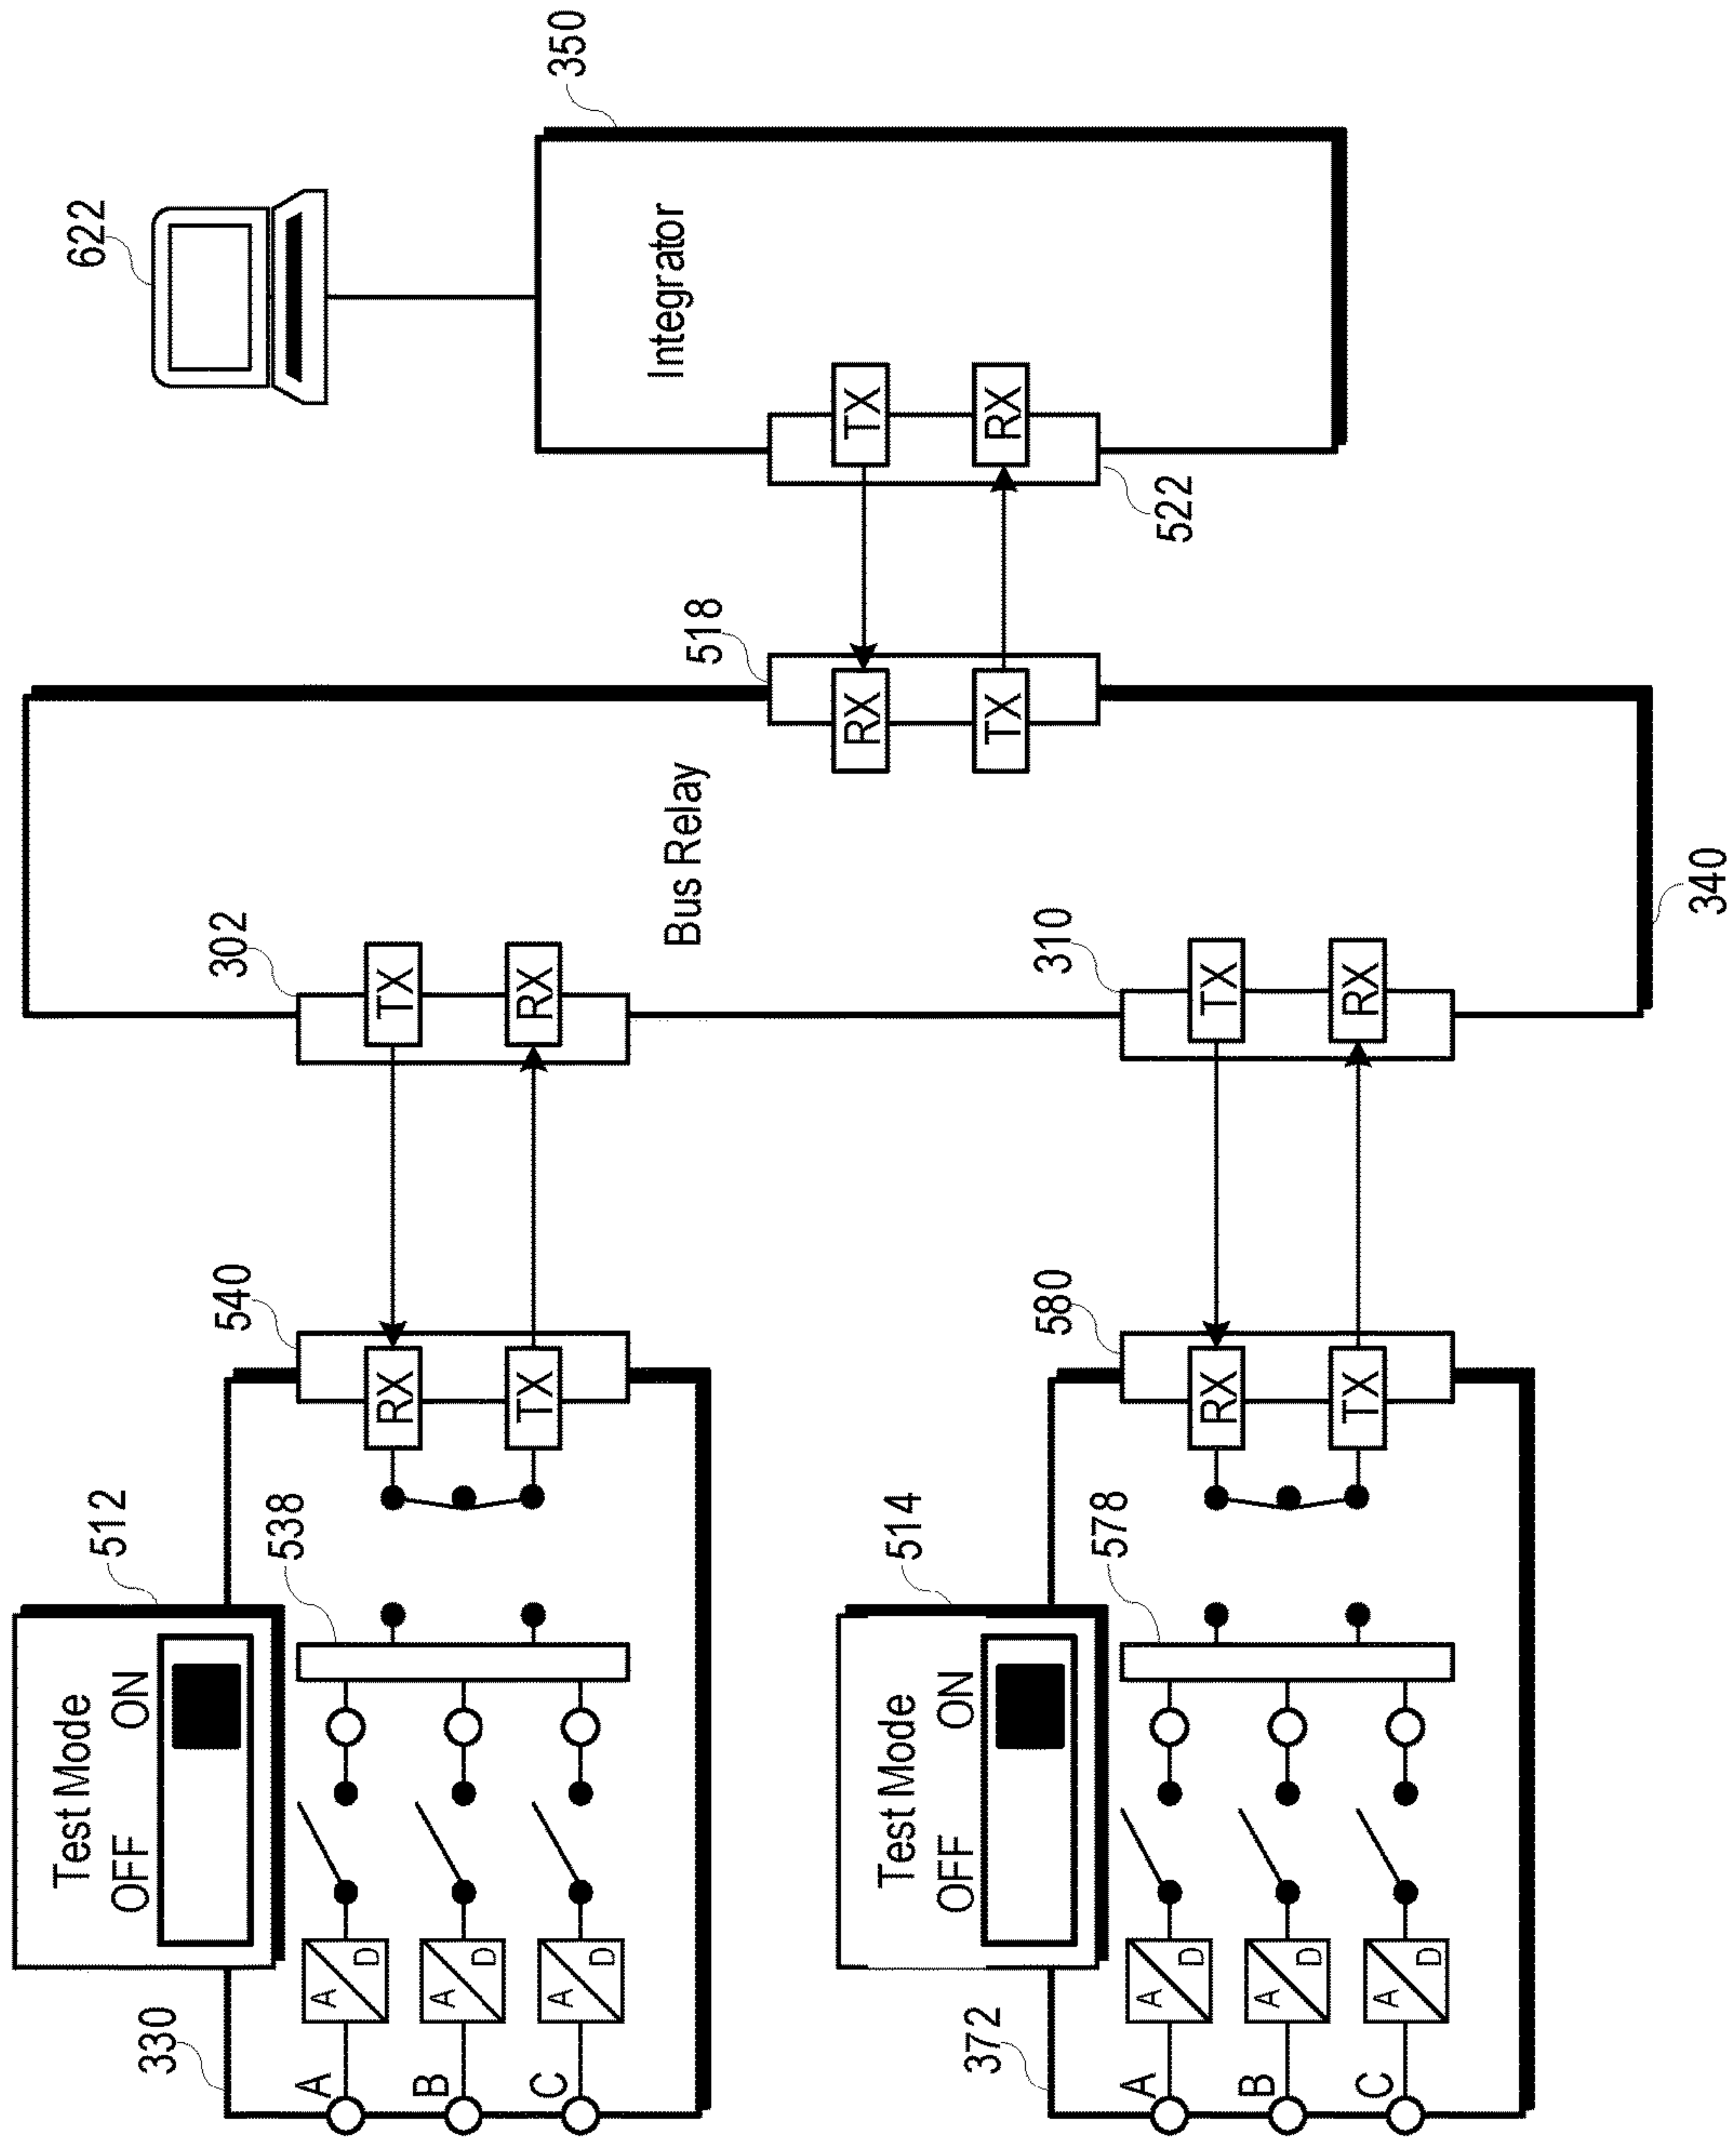 330
Test Mode
OFF ON
512
A
A
D
B
A
D
C
A
D
538
540
RX
TX
302
TX
RX
Bus Relay
518
RX
TX
622
Integrator
350
TX
RX
522
372
Test Mode
OFF ON
514
A
A
D
B
A
D
C
A
D
578
580
RX
TX
310
TX
RX
340